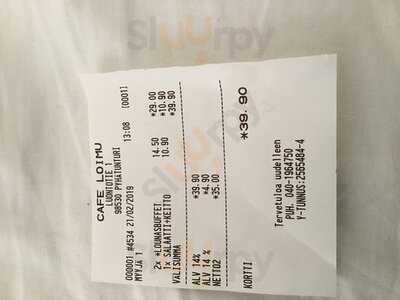 CAFE LOIMU
LUONTOTIE 1
98530 PYHÄTUNTURI
000001 #4534 21/02/2019 13:08 [0001]
MYYJÄ 1
2x *LOUNASBUFFET 14.50 *29.00
1x SALAATTI+KEITTO 10.90 *10.90
VÄLISUMMA *39.90
ALV 14% *39.90
ALV 14 % *4.90
NETTO2 *35.00
KORTTI *39.90
Tervetuloa uudelleen
PUH. 040-1964750
Y-TUNNUS:2565484-4
Sluurpy